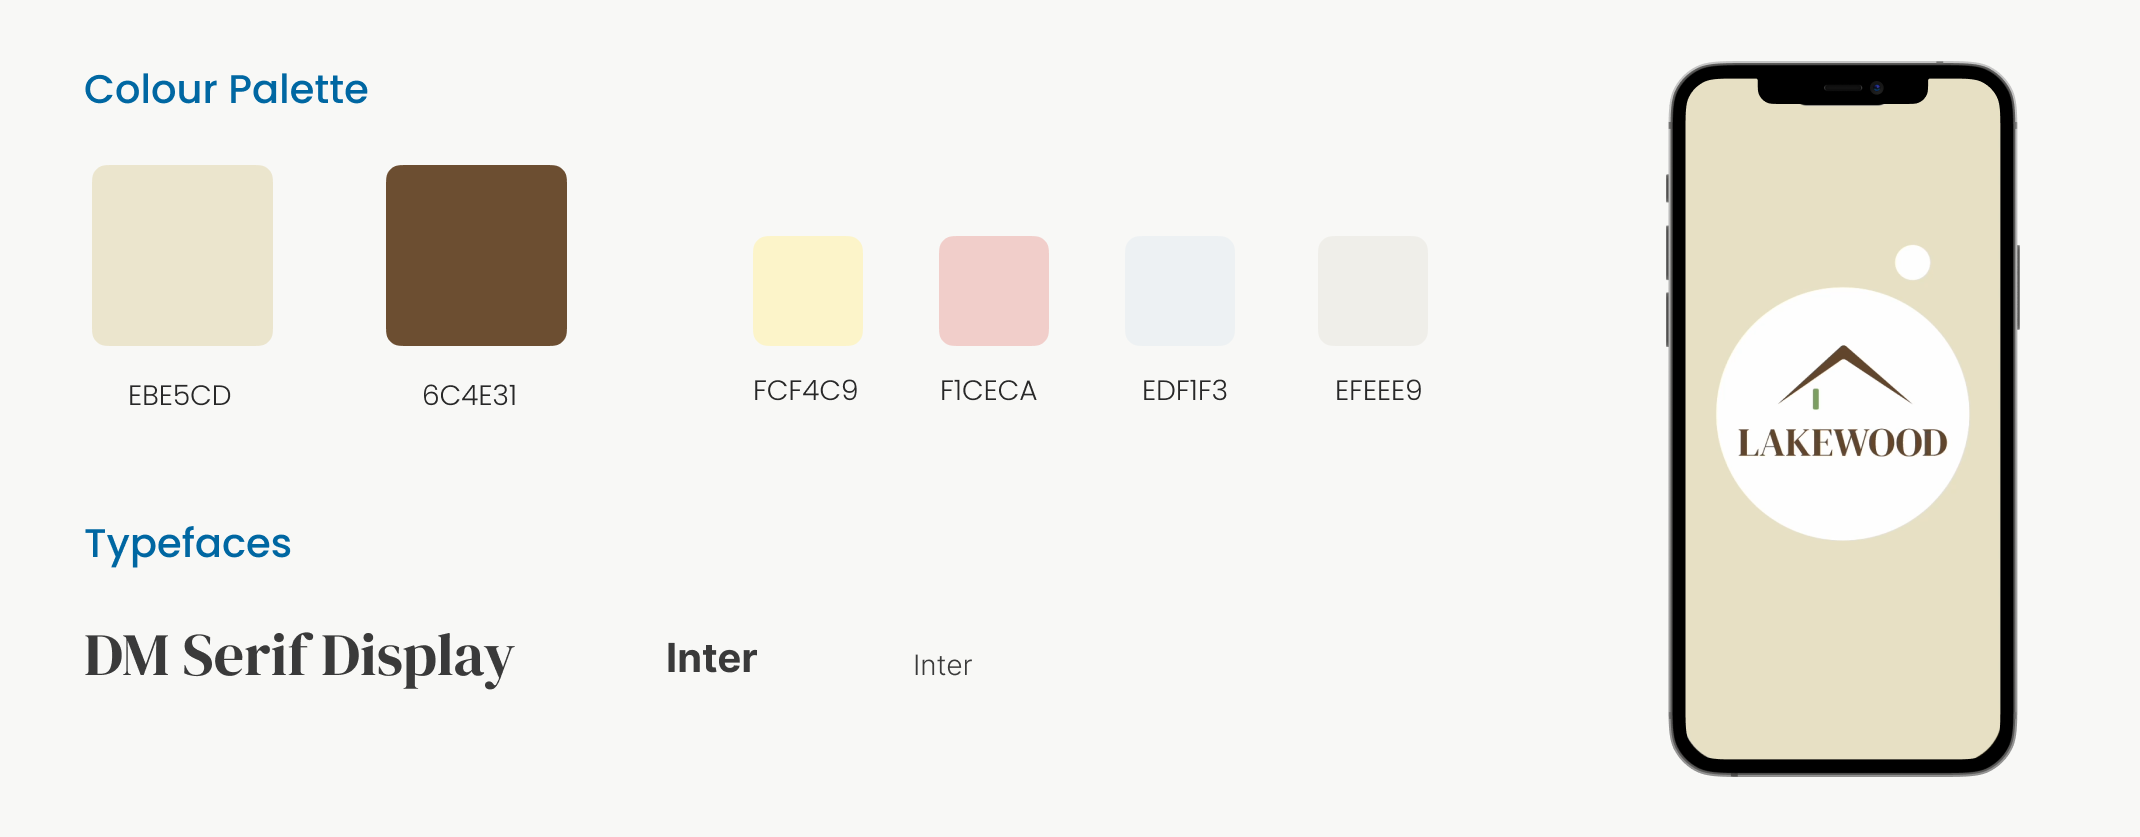 Colour Palette
EBE5CD
6C4E31
FCF4C9
F1CECA
EDF1F3
EFEEE9
LAKEWOOD
Typefaces
DM Serif Display
Inter
Inter